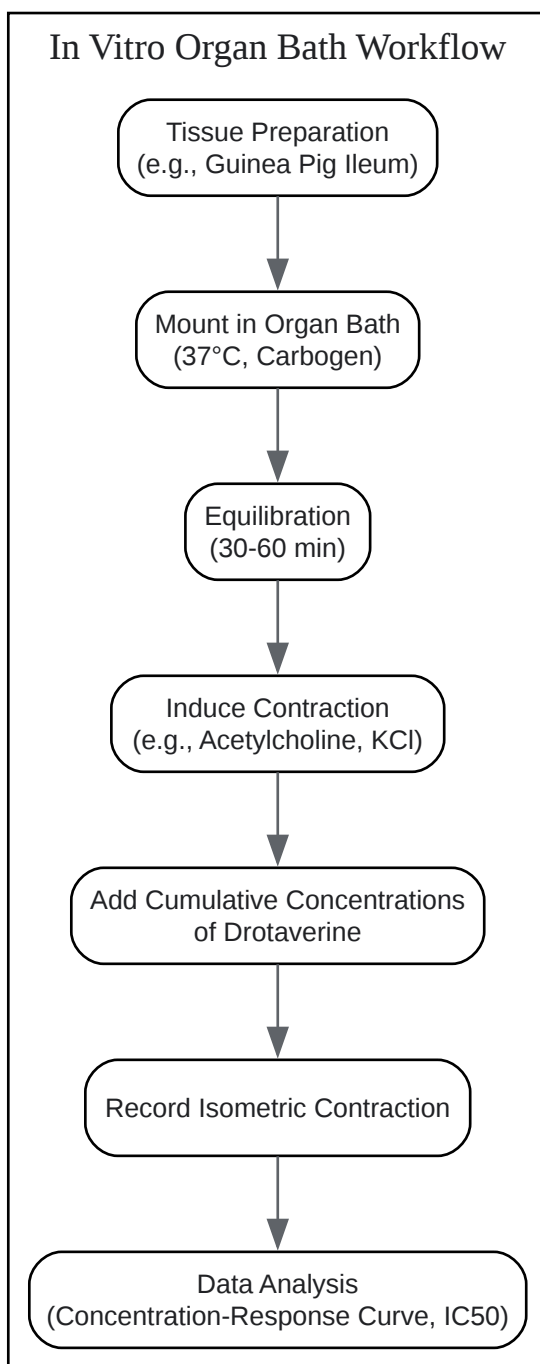 In Vitro Organ Bath Workflow
Tissue Preparation
(e.g., Guinea Pig Ileum)
Mount in Organ Bath
(37°C, Carbogen)
Equilibration
(30-60 min)
Induce Contraction
(e.g., Acetylcholine, KCl)
Add Cumulative Concentrations
of Drotaverine
Record Isometric Contraction
Data Analysis
(Concentration-Response Curve, IC50)